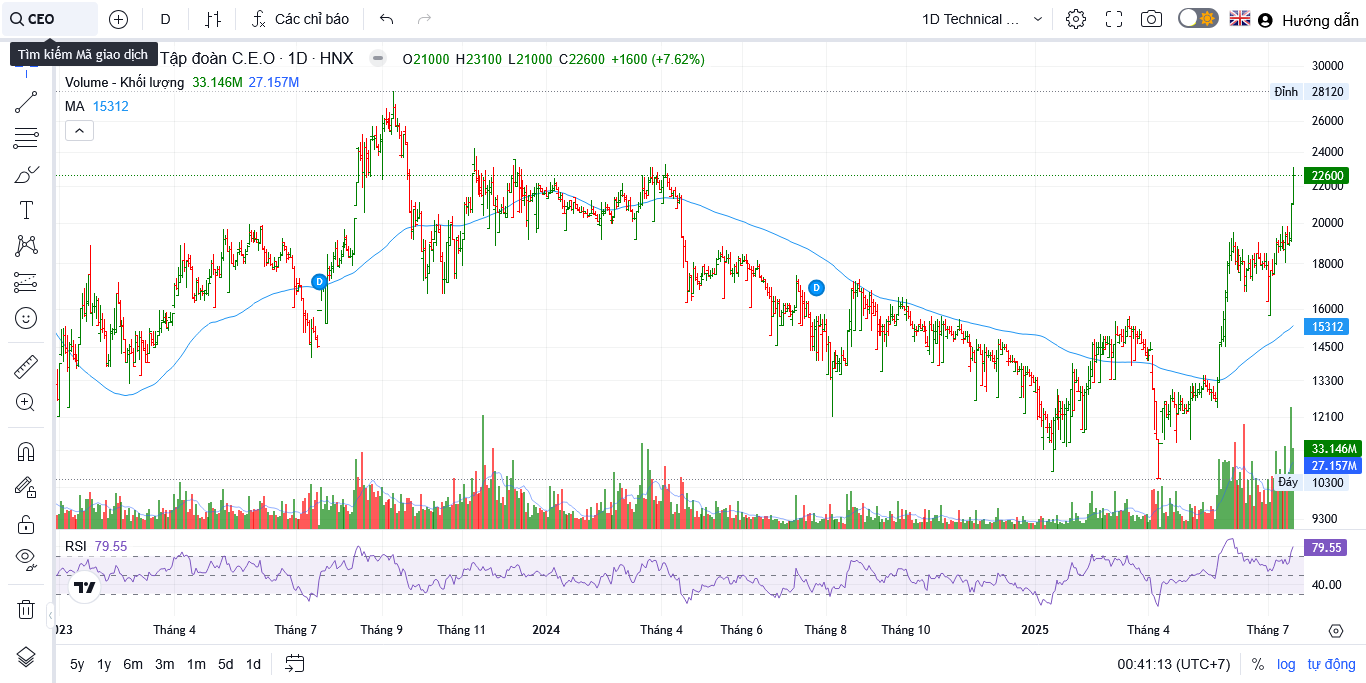 CEO D Các chỉ báo 1D Technical ... Hướng dẫn
Tìm kiếm Mã giao dịch
Tập đoàn C.E.O · 1D · HNX O21000 H23100 L21000 C22600 +1600 (+7.62%)
Volume - Khối lượng 33.146M 27.157M
MA 15312
D
D
30000
Đỉnh 28120
26000
24000
22600
22000
20000
18000
16000
15312
14500
13300
12100
33.146M
27.157M
Đáy 10300
9300
RSI 79.55
79.55
40.00
023 Tháng 4 Tháng 7 Tháng 9 Tháng 11 2024 Tháng 4 Tháng 6 Tháng 8 Tháng 10 2025 Tháng 4 Tháng 7
5y 1y 6m 3m 1m 5d 1d 00:41:13 (UTC+7) % log tự động